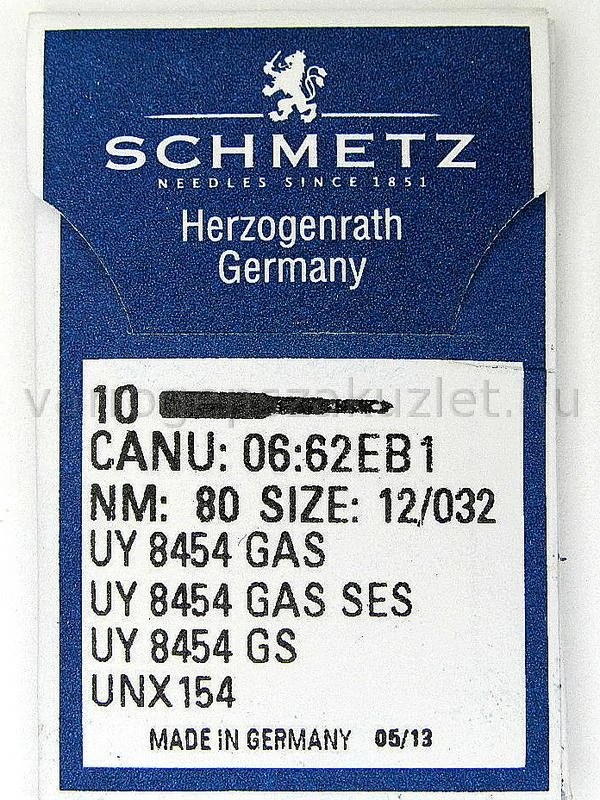 SCHMETZ
NEEDLES SINCE 1851
Herzogenrath
Germany
10
CANU: 06:62EB1
NM: 80 SIZE: 12/032
UY 8454 GAS
UY 8454 GAS SES
UY 8454 GS
UNX154
MADE IN GERMANY 05/13